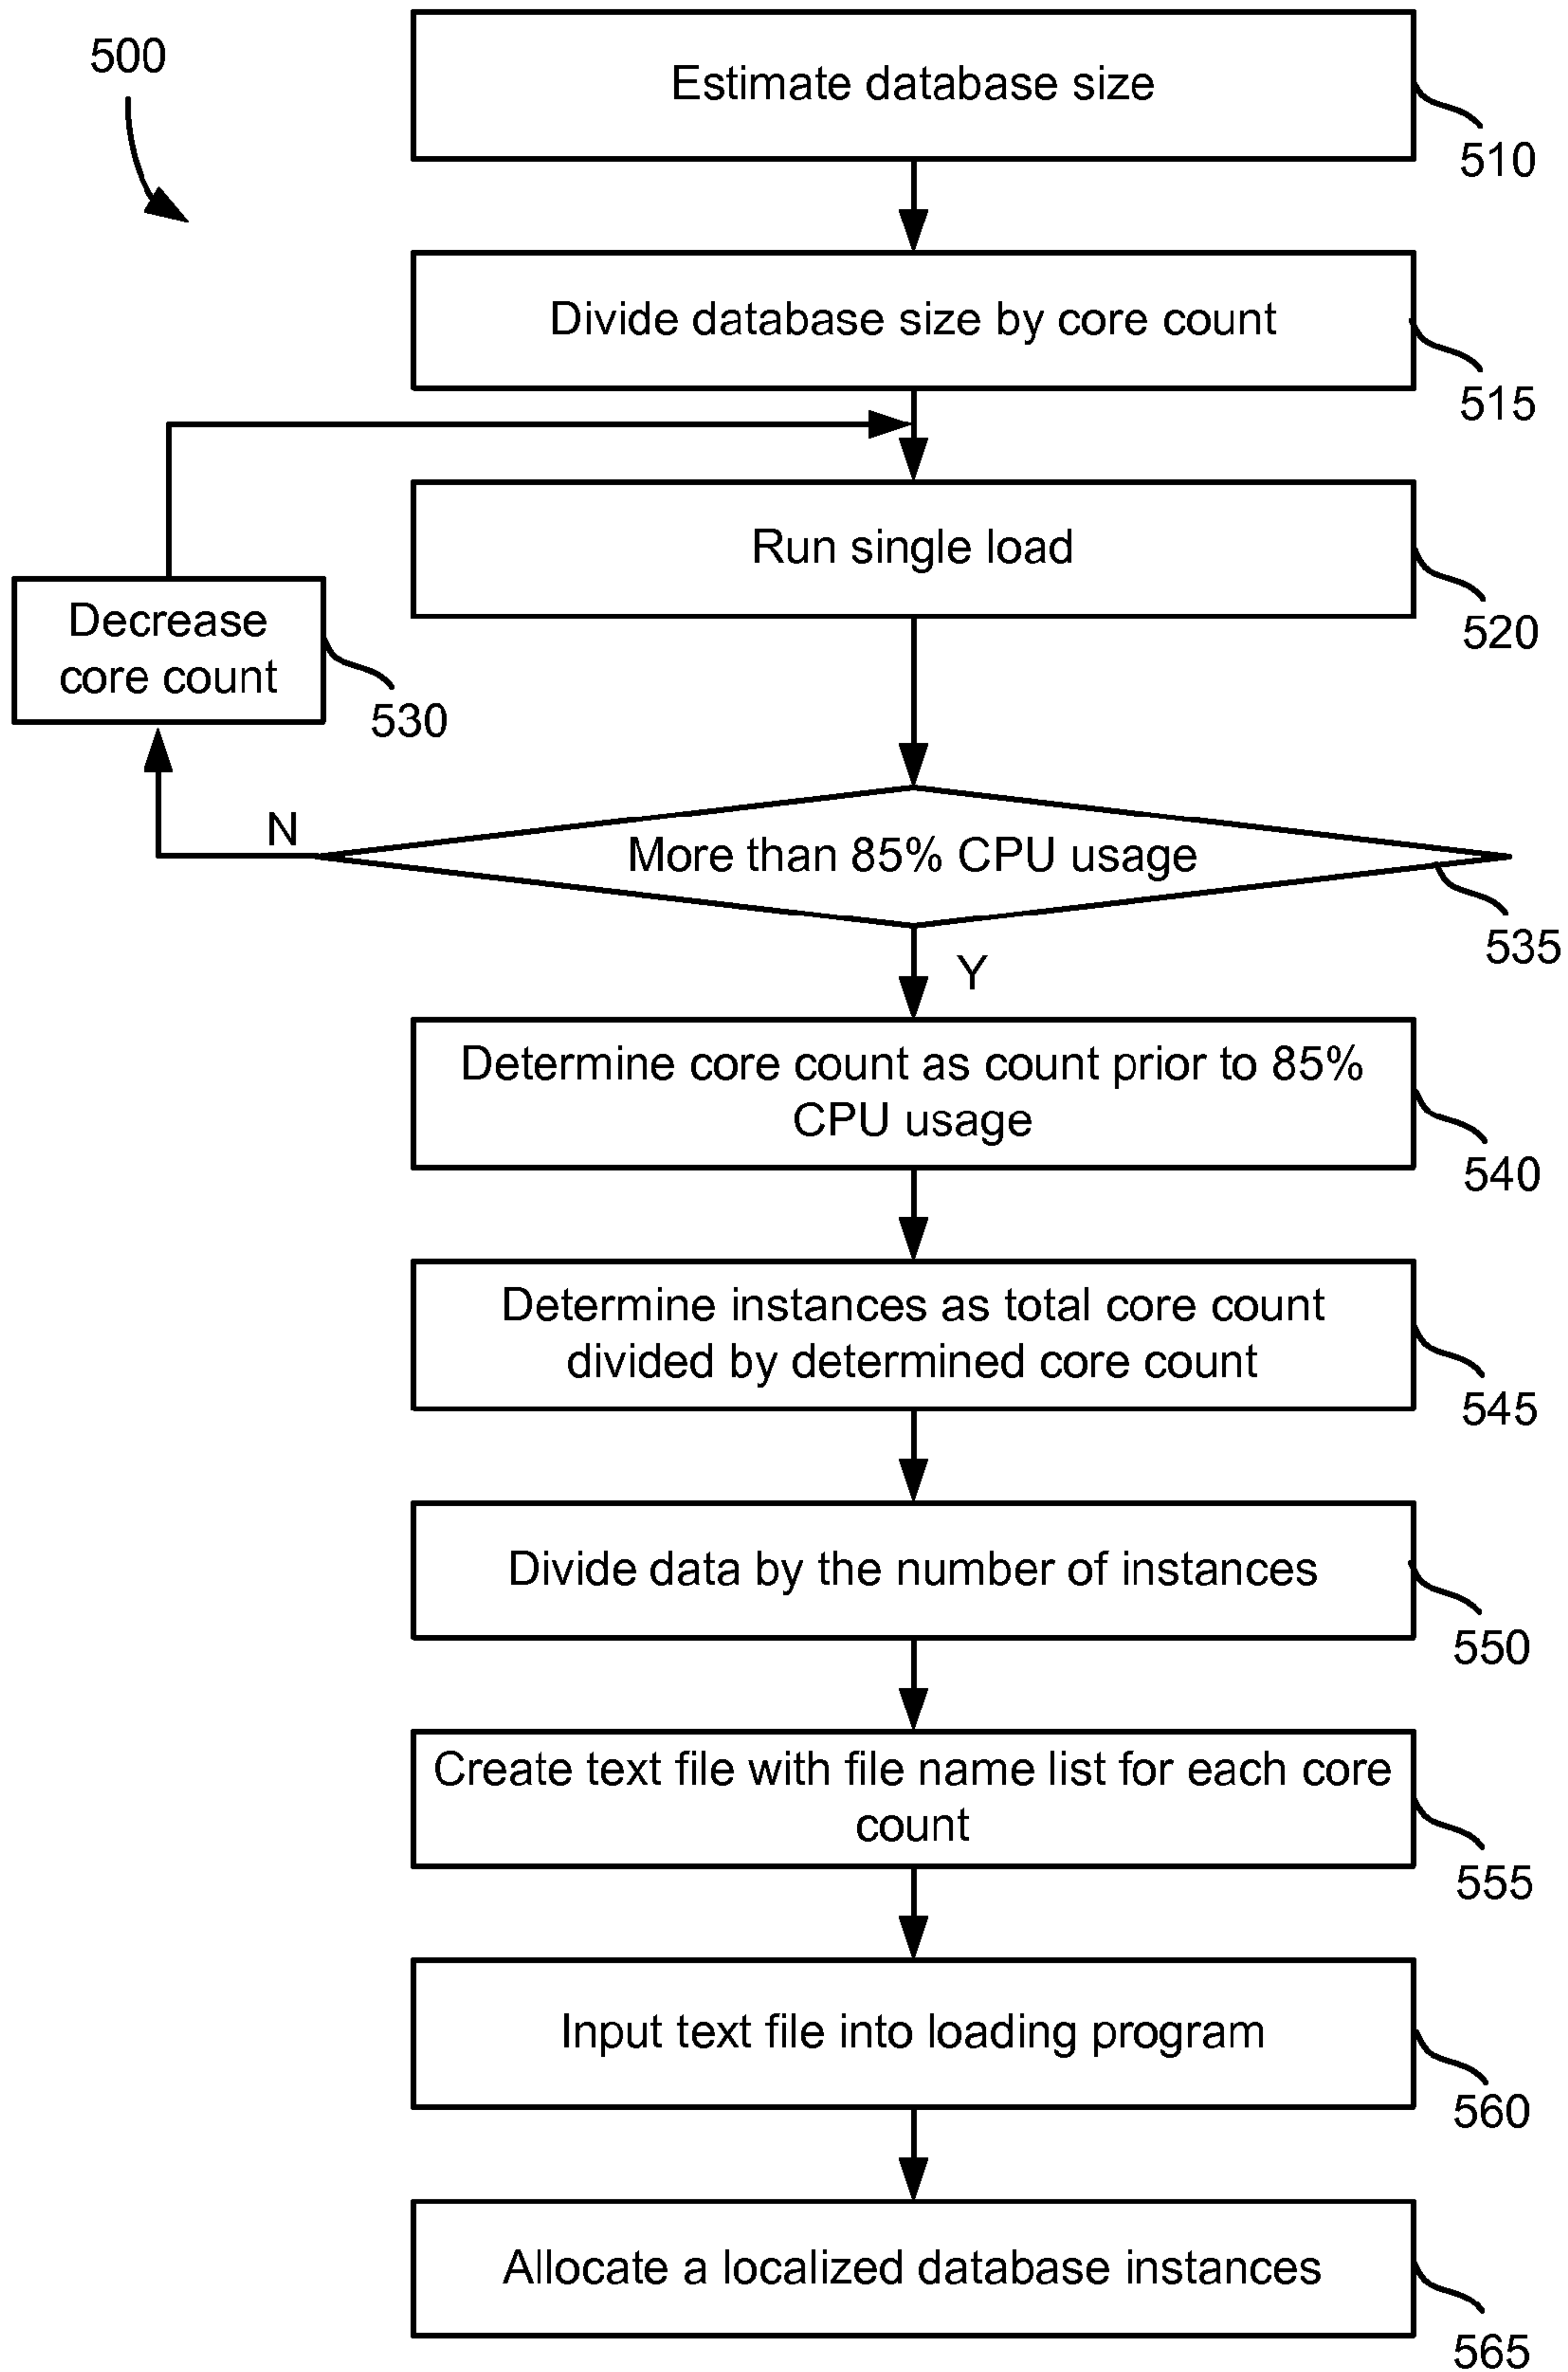 500
Estimate database size
510
Divide database size by core count
515
Run single load
520
Decrease
core count
530
N
More than 85% CPU usage
535
Y
Determine core count as count prior to 85%
CPU usage
540
Determine instances as total core count
divided by determined core count
545
Divide data by the number of instances
550
Create text file with file name list for each core
count
555
Input text file into loading program
560
Allocate a localized database instances
565